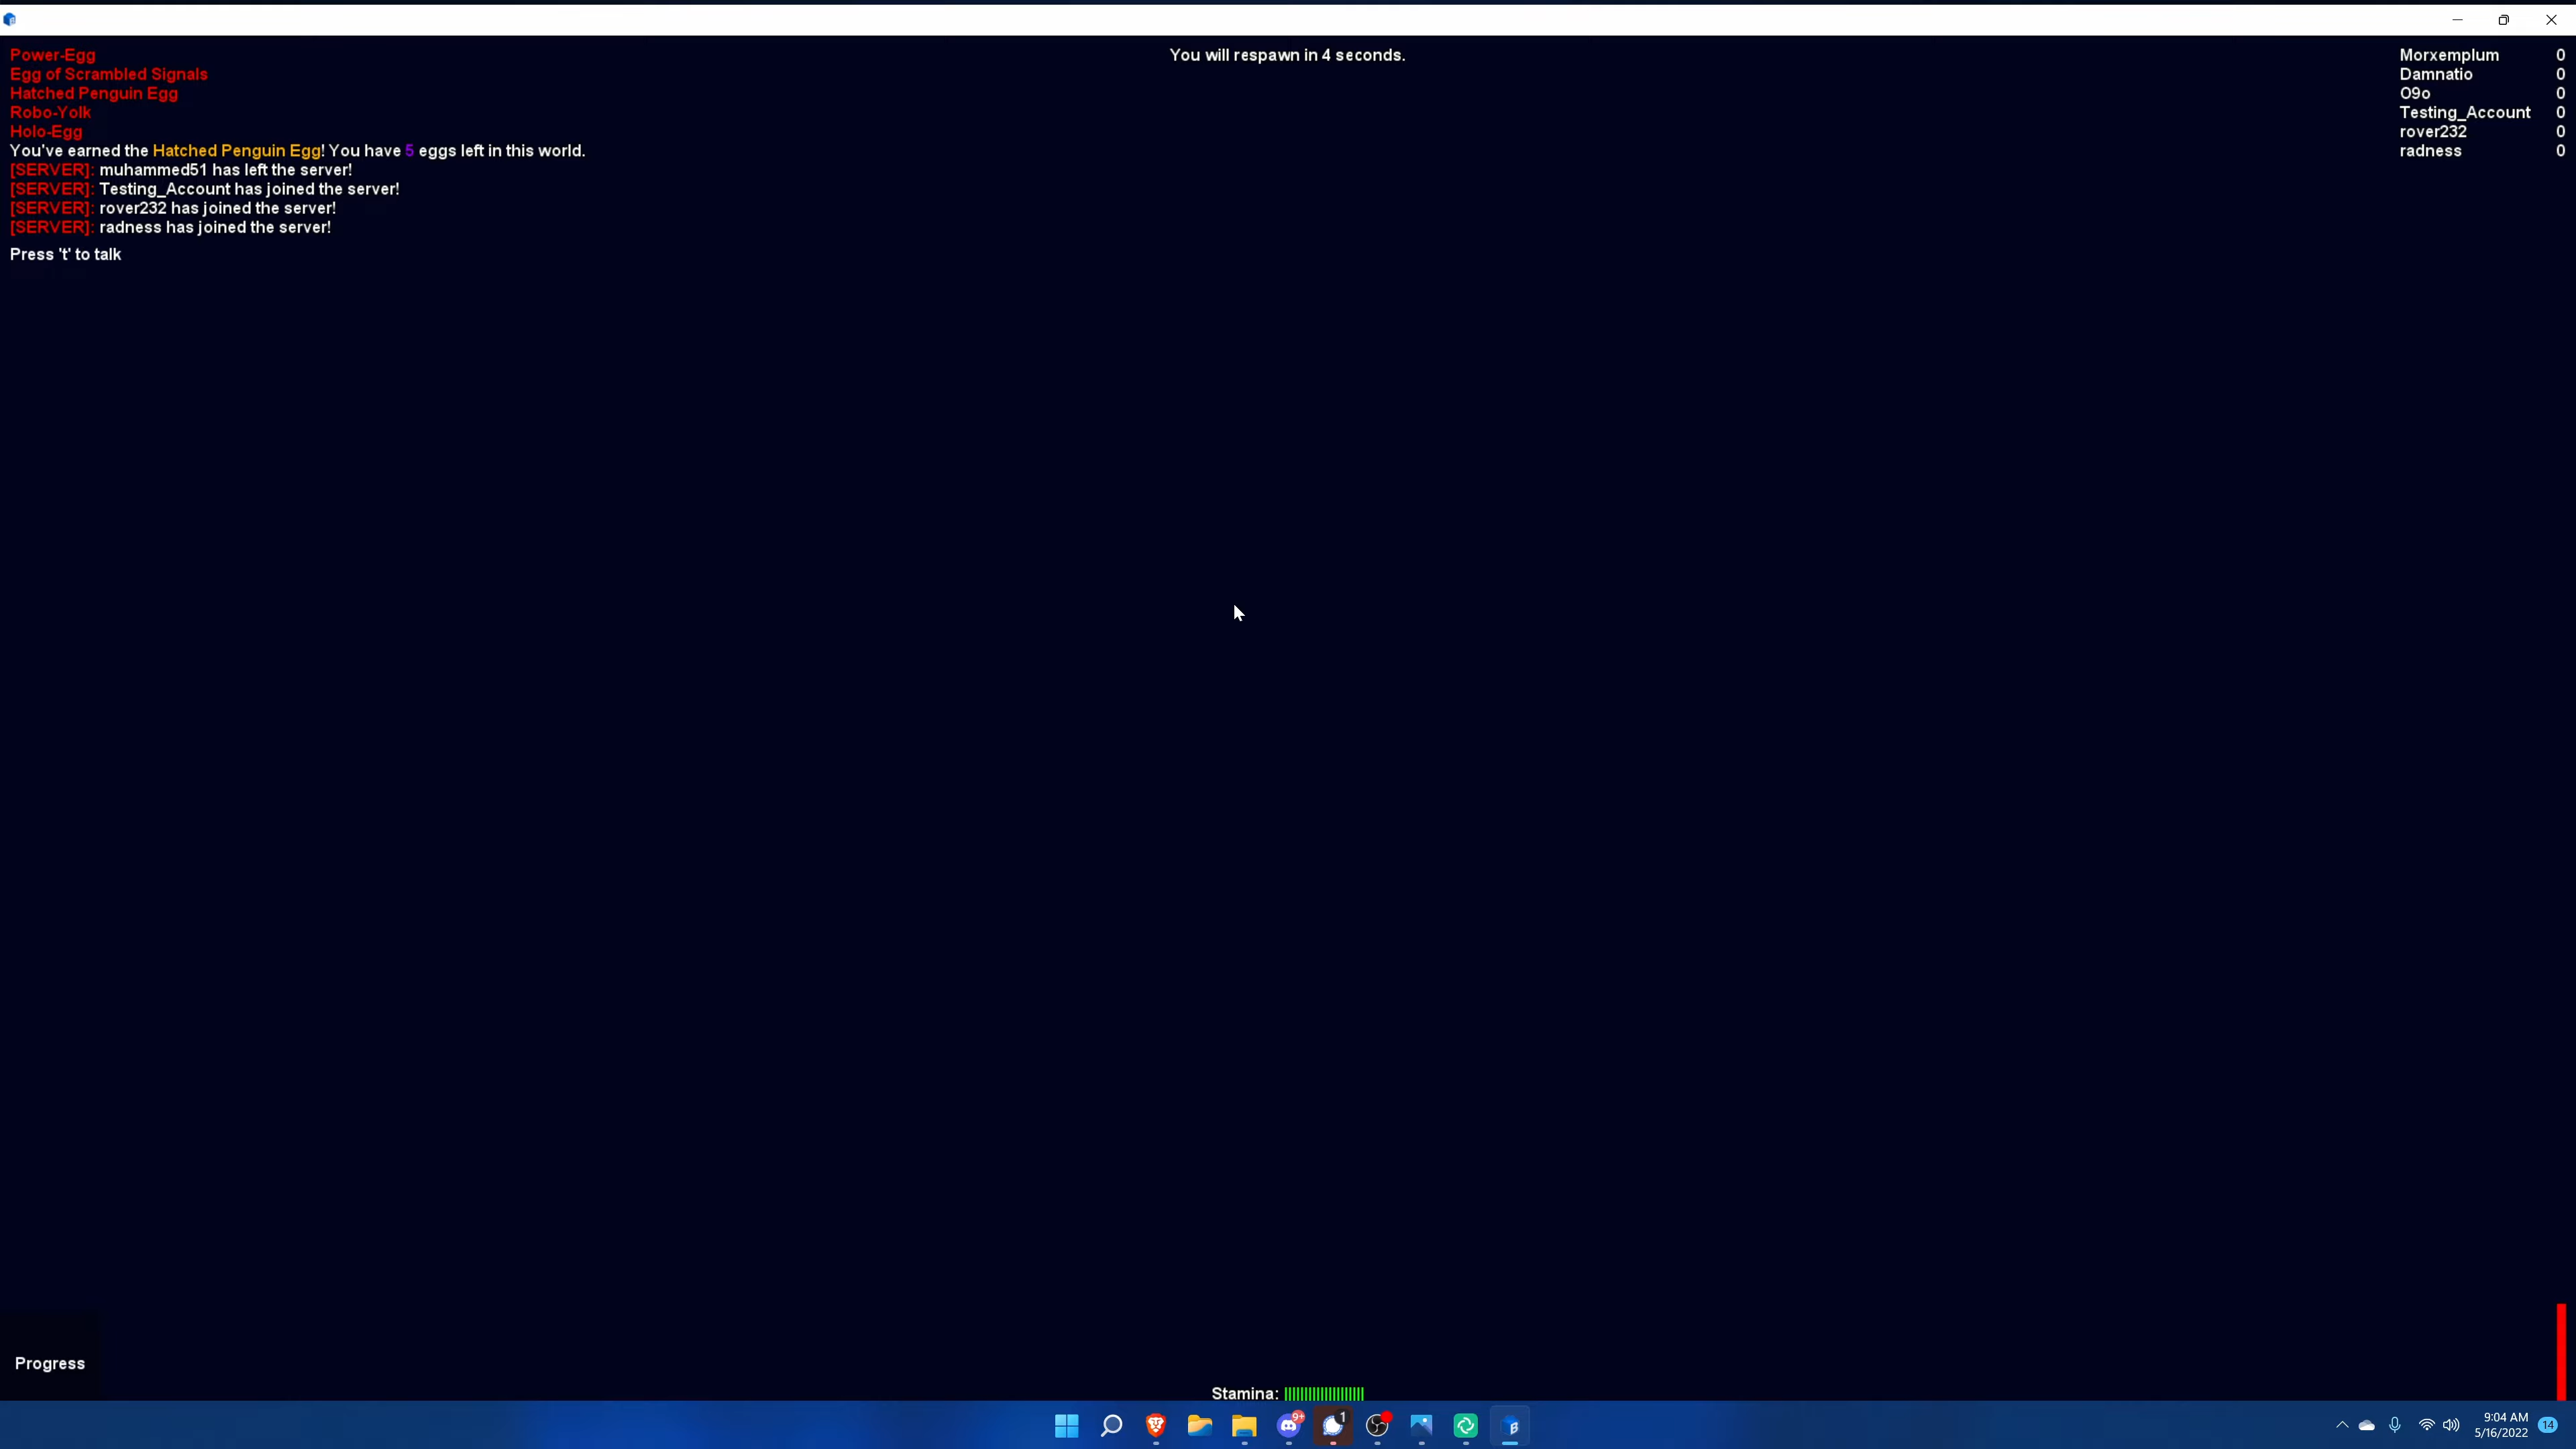 Power-Egg
Egg of Scrambled Signals
Hatched Penguin Egg
Robo-Yolk
Holo-Egg
You've earned the Hatched Penguin Egg! You have 5 eggs left in this world.
[SERVER]: muhammed51 has left the server!
[SERVER]: Testing_Account has joined the server!
[SERVER]: rover232 has joined the server!
[SERVER]: radness has joined the server!
Press 't' to talk
You will respawn in 4 seconds.
Morxemplum 0
Damnatio 0
O9o 0
Testing_Account 0
rover232 0
radness 0
Progress
Stamina: ||||||||||||||||||||
9+
1
B
9:04 AM
5/16/2022
14